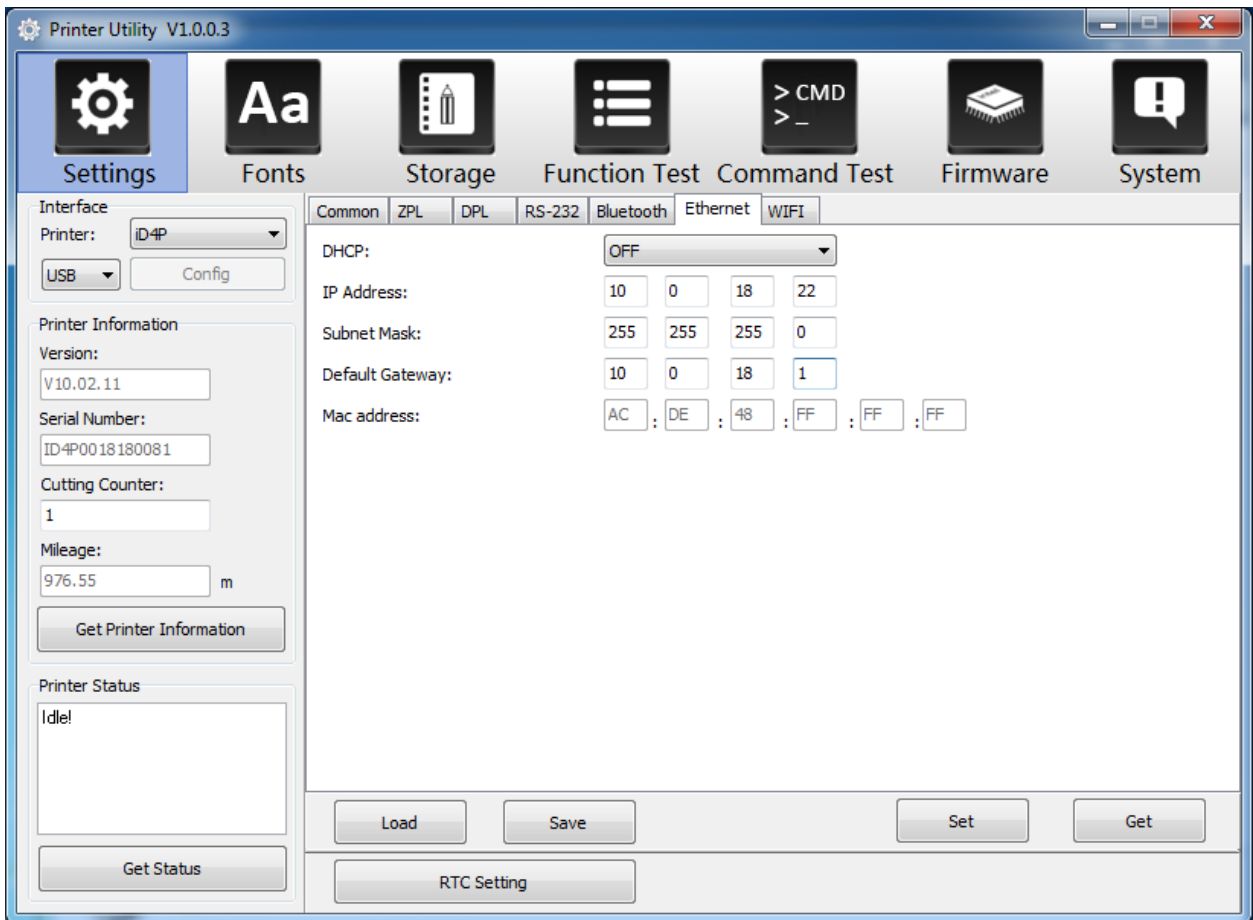 Printer Utility V1.0.0.3
X
Aa
> CMD
> _
Settings
Fonts
Storage
Function Test
Command Test
Firmware
System
Interface
Printer: iD4P
USB Config
Printer Information
Version:
V10.02.11
Serial Number:
ID4P0018180081
Cutting Counter:
1
Mileage:
976.55 m
Get Printer Information
Printer Status
Idle!
Get Status
Common ZPL DPL RS-232 Bluetooth Ethernet WIFI
DHCP: OFF
IP Address: 10 0 18 22
Subnet Mask: 255 255 255 0
Default Gateway: 10 0 18 1
Mac address: AC : DE : 48 : FF : FF : FF
Load Save Set Get
RTC Setting